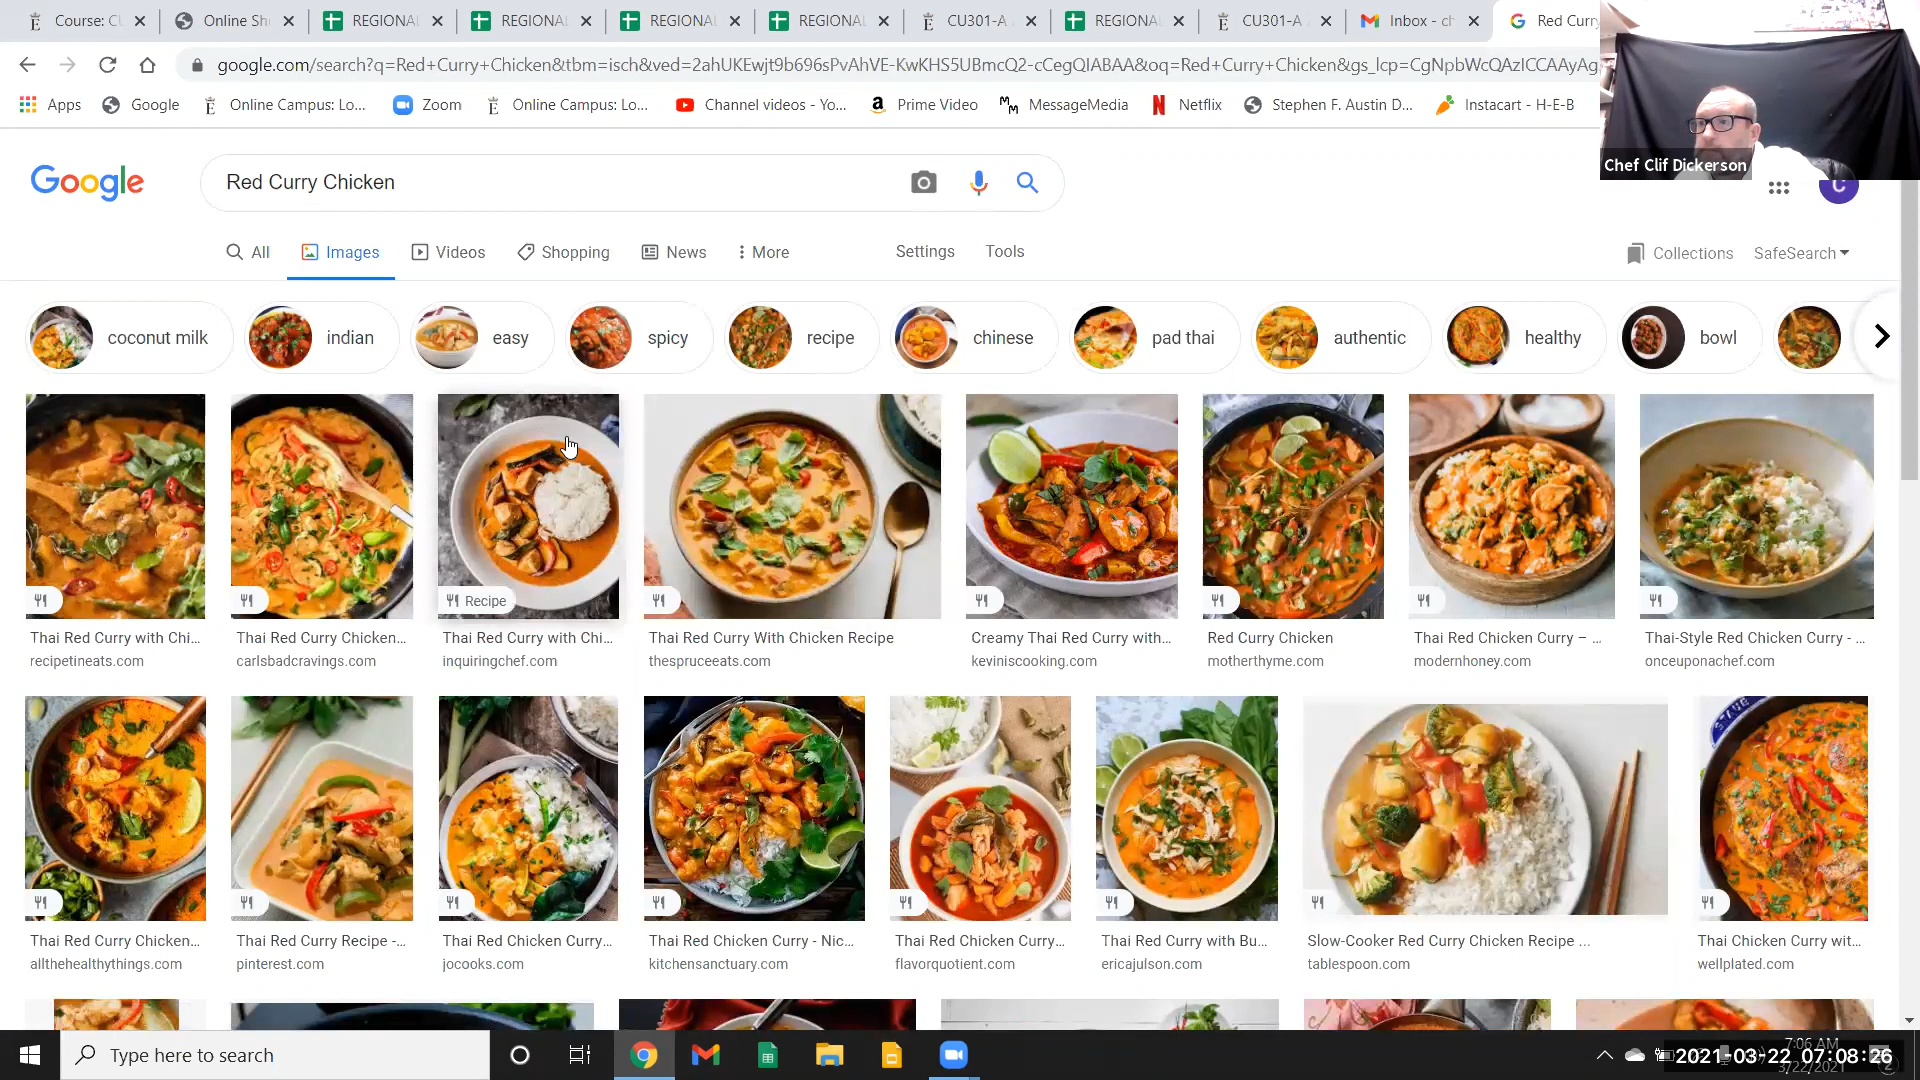 Course: CU
Online Sh
REGIONAL
REGIONAL
REGIONAL
REGIONAL
CU301-A
REGIONAL
CU301-A
Inbox - ch
Red Curr
google.com/search?q=Red+Curry+Chicken&tbm=isch&ved=2ahUKEwjt9b696sPvAhVE-KwKHS5UBmcQ2-cCegQIABAA&oq=Red+Curry+Chicken&gs_lcp=CgNpbWcQAzICCAAyAg
Apps
Google
Online Campus: Lo...
Zoom
Online Campus: Lo...
Channel videos - Yo...
Prime Video
MessageMedia
Netflix
Stephen F. Austin D...
Instacart - H-E-B
Chef Clif Dickerson
Google
Red Curry Chicken
C
All
Images
Videos
Shopping
News
More
Settings
Tools
Collections
SafeSearch
coconut milk
indian
easy
spicy
recipe
chinese
pad thai
authentic
healthy
bowl
Recipe
Thai Red Curry with Chi...
recipetineats.com
Thai Red Curry Chicken...
carlsbadcravings.com
Thai Red Curry with Chi...
inquiringchef.com
Thai Red Curry With Chicken Recipe
thespruceeats.com
Creamy Thai Red Curry with...
keviniscooking.com
Red Curry Chicken
motherthyme.com
Thai Red Chicken Curry – ...
modernhoney.com
Thai-Style Red Chicken Curry - ...
onceuponachef.com
STAUB
Thai Red Curry Chicken...
allthehealthythings.com
Thai Red Curry Recipe -...
pinterest.com
Thai Red Chicken Curry...
jocooks.com
Thai Red Chicken Curry - Nic...
kitchensanctuary.com
Thai Red Chicken Curry...
flavorquotient.com
Thai Red Curry with Bu...
ericajulson.com
Slow-Cooker Red Curry Chicken Recipe ...
tablespoon.com
Thai Chicken Curry wit...
wellplated.com
Type here to search
7:06 AM
2021-03-22 07:08:26
3/22/2021
2